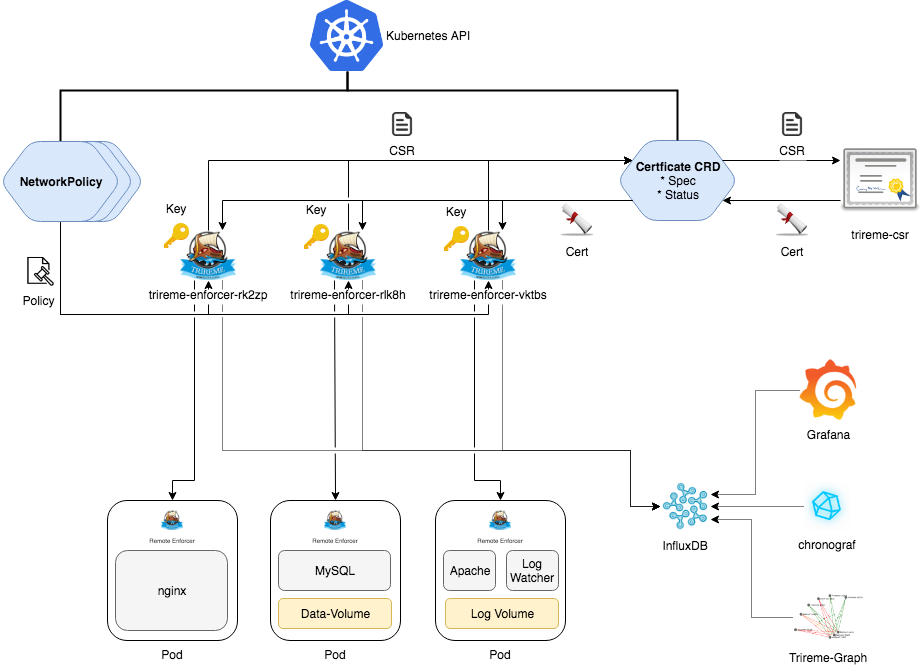 Kubernetes API
CSR
CSR
NetworkPolicy
Certficate CRD
* Spec
* Status
Key
Key
Key
Cert
Cert
trireme-csr
TRIREME
TRIREME
TRIREME
Policy
trireme-enforcer-rk2zp
trireme-enforcer-rlk8h
trireme-enforcer-vktbs
Grafana
InfluxDB
chronograf
Remote Enforcer
Remote Enforcer
Remote Enforcer
nginx
MySQL
Data-Volume
Apache
Log
Watcher
Log Volume
Pod
Pod
Pod
Trireme-Graph